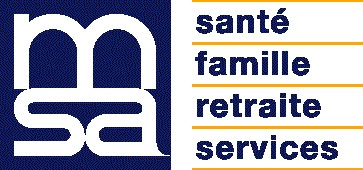 msa
santé
famille
retraite
services